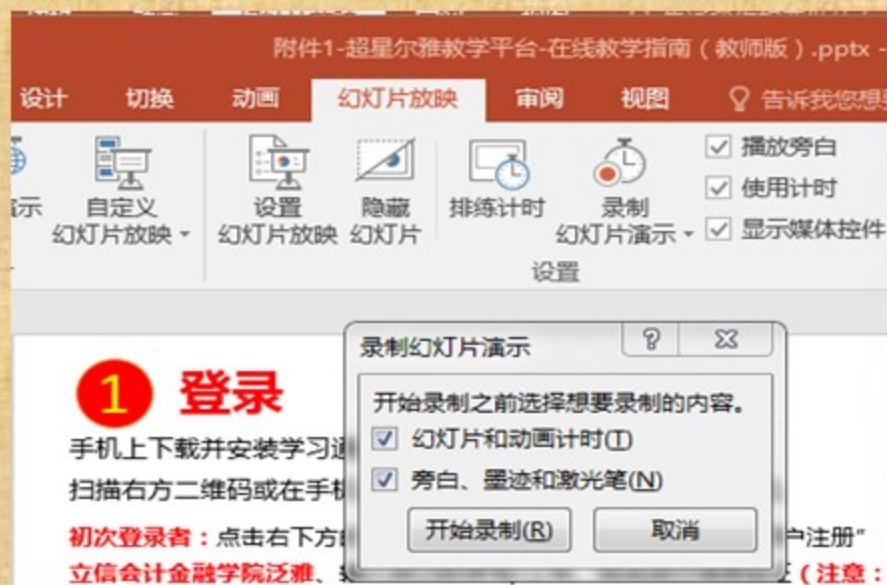 附件1-超星尔雅教学平台-在线教学指南（教师版）.pptx -
设计 切换 动画 幻灯片放映 审阅 视图 告诉我您想
示 自定义 幻灯片放映
设置 幻灯片放映
隐藏 幻灯片
排练计时
录制 幻灯片演示
播放旁白
使用计时
显示媒体控件
设置
录制幻灯片演示
开始录制之前选择想要录制的内容。
幻灯片和动画计时(T)
旁白、墨迹和激光笔(N)
开始录制(R) 取消
1 登录
手机上下载并安装学习通
扫描右方二维码或在手机
初次登录者：点击右下方 户注册”
立信会计金融学院泛雅、 （注意：